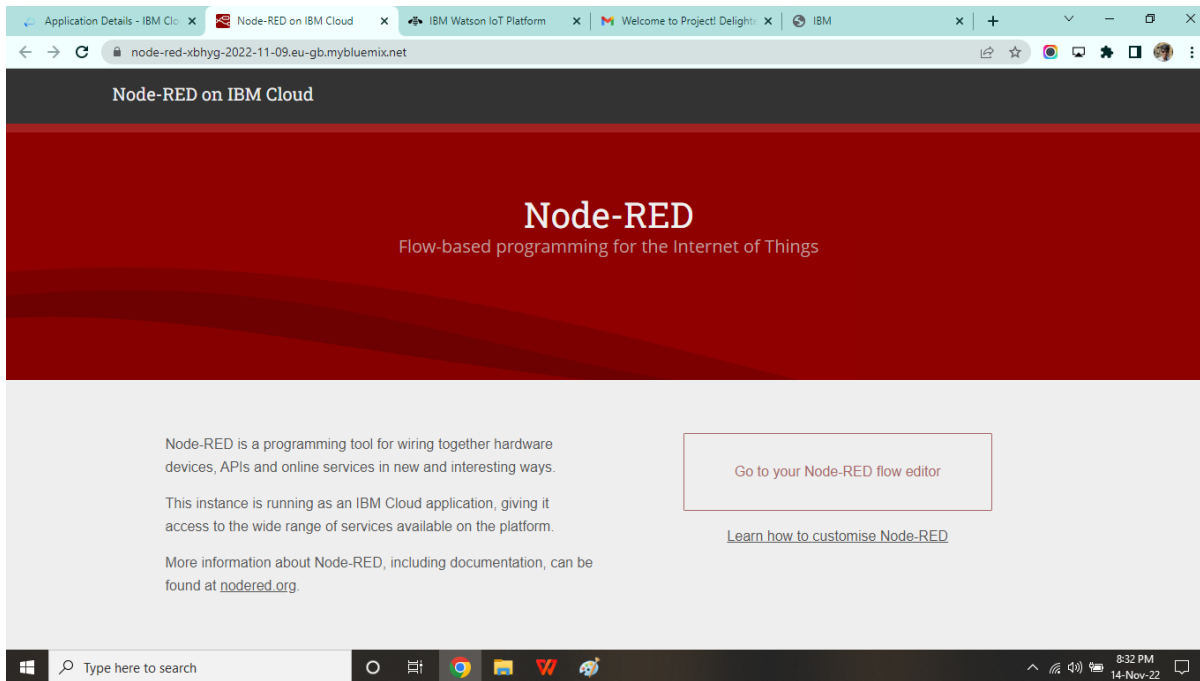 Application Details - IBM Clo
Node-RED on IBM Cloud
IBM Watson IoT Platform
Welcome to Project! Delight
IBM
node-red-xbhyg-2022-11-09.eu-gb.mybluemix.net
Node-RED on IBM Cloud
Node-RED
Flow-based programming for the Internet of Things
Node-RED is a programming tool for wiring together hardware
devices, APIs and online services in new and interesting ways.
This instance is running as an IBM Cloud application, giving it
access to the wide range of services available on the platform.
More information about Node-RED, including documentation, can be
found at nodered.org.
Go to your Node-RED flow editor
Learn how to customise Node-RED
Type here to search
8:32 PM
14-Nov-22